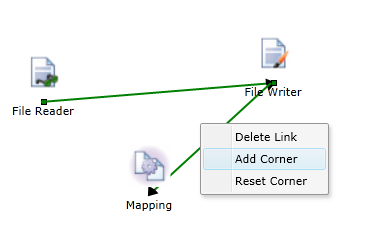 File Reader
File Writer
Delete Link
Add Corner
Reset Corner
Mapping